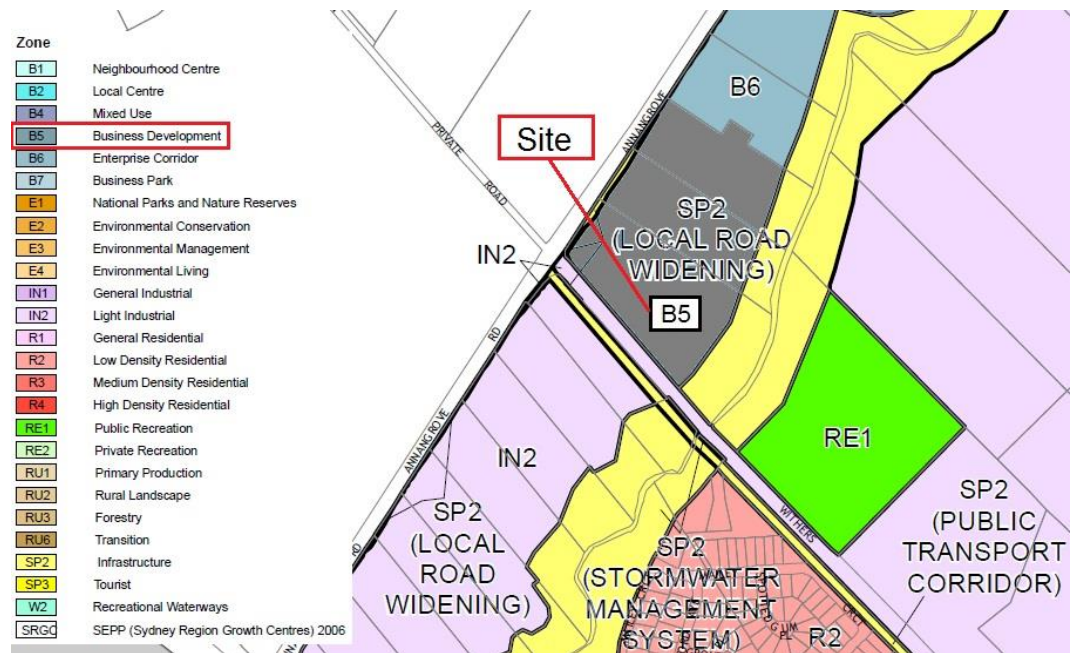 Zone
B1 Neighbourhood Centre
B2 Local Centre
B4 Mixed Use
B5 Business Development
B6 Enterprise Corridor
B7 Business Park
E1 National Parks and Nature Reserves
E2 Environmental Conservation
E3 Environmental Management
E4 Environmental Living
IN1 General Industrial
IN2 Light Industrial
R1 General Residential
R2 Low Density Residential
R3 Medium Density Residential
R4 High Density Residential
RE1 Public Recreation
RE2 Private Recreation
RU1 Primary Production
RU2 Rural Landscape
RU3 Forestry
RU6 Transition
SP2 Infrastructure
SP3 Tourist
W2 Recreational Waterways
SRGC SEPP (Sydney Region Growth Centres) 2006
PRIVATE
ROAD
Site
ANNANGROVE
B6
SP2
(LOCAL ROAD
WIDENING)
IN2
B5
RD
ANNANGROVE
RD
IN2
SP2
(LOCAL
ROAD
WIDENING)
RE1
WITHERS
SP2
(PUBLIC
TRANSPORT
CORRIDOR)
SP2
(STORMWATER
MANAGEMENT
SYSTEM)
CRCT
R2